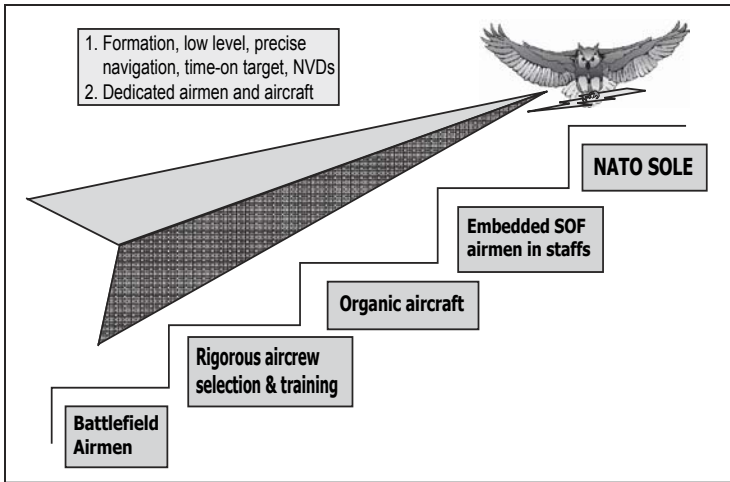 1. Formation, low level, precise
navigation, time-on target, NVDs
2. Dedicated airmen and aircraft
NATO SOLE
Embedded SOF
airmen in staffs
Organic aircraft
Rigorous aircrew
selection & training
Battlefield
Airmen